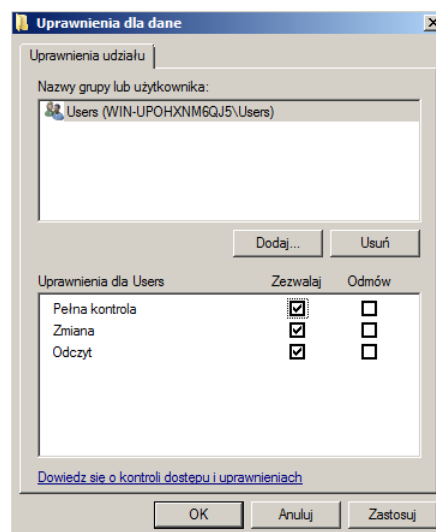 Uprawnienia dla dane
Uprawnienia udziału
Nazwy grupy lub użytkownika:
Users (WIN-UPOHXNM6QJ5\Users)
Dodaj... Usuń
Uprawnienia dla Users Zezwalaj Odmów
Pełna kontrola
Zmiana
Odczyt
Dowiedz się o kontroli dostępu i uprawnieniach
OK Anuluj Zastosuj